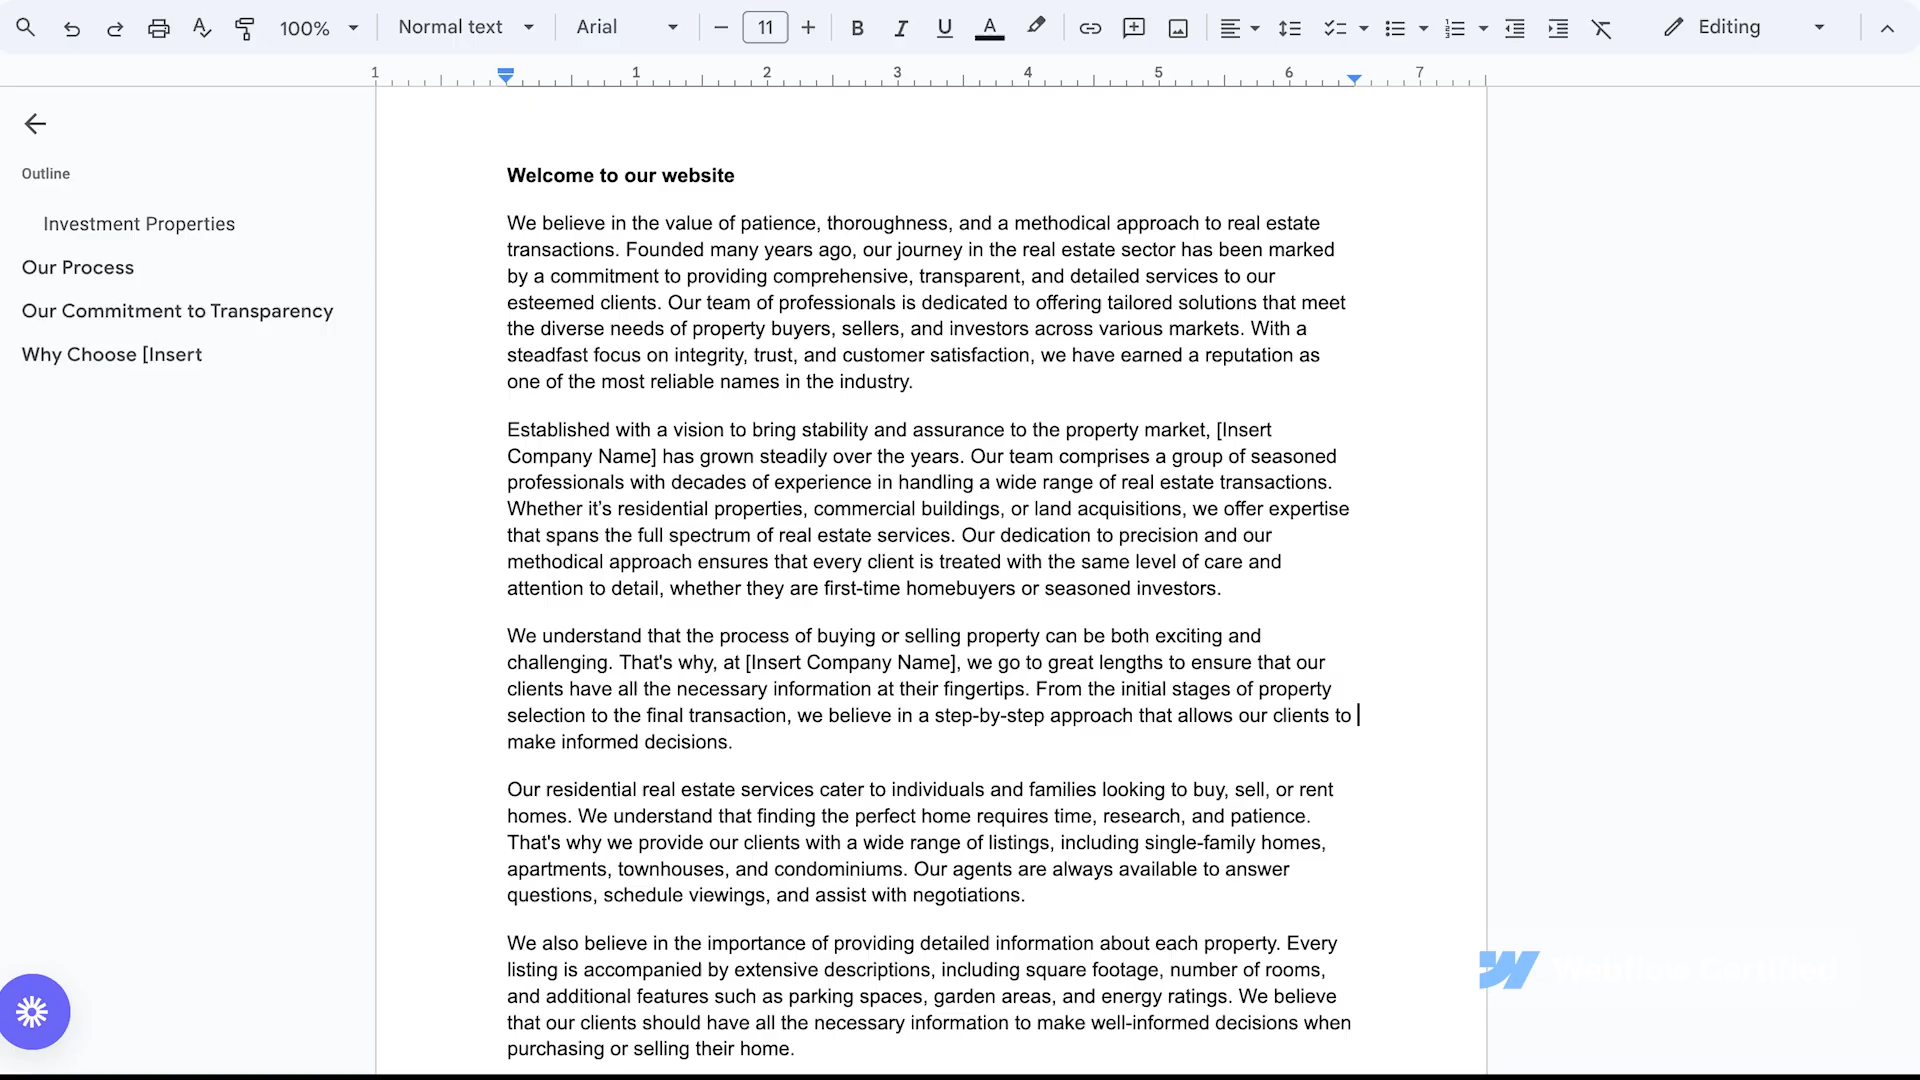 100%
Normal text
Arial
11
B
I
U
A
Editing
1
1
2
3
4
5
6
7
Outline
Investment Properties
Our Process
Our Commitment to Transparency
Why Choose [Insert
Welcome to our website
We believe in the value of patience, thoroughness, and a methodical approach to real estate
transactions. Founded many years ago, our journey in the real estate sector has been marked
by a commitment to providing comprehensive, transparent, and detailed services to our
esteemed clients. Our team of professionals is dedicated to offering tailored solutions that meet
the diverse needs of property buyers, sellers, and investors across various markets. With a
steadfast focus on integrity, trust, and customer satisfaction, we have earned a reputation as
one of the most reliable names in the industry.
Established with a vision to bring stability and assurance to the property market, [Insert
Company Name] has grown steadily over the years. Our team comprises a group of seasoned
professionals with decades of experience in handling a wide range of real estate transactions.
Whether it’s residential properties, commercial buildings, or land acquisitions, we offer expertise
that spans the full spectrum of real estate services. Our dedication to precision and our
methodical approach ensures that every client is treated with the same level of care and
attention to detail, whether they are first-time homebuyers or seasoned investors.
We understand that the process of buying or selling property can be both exciting and
challenging. That's why, at [Insert Company Name], we go to great lengths to ensure that our
clients have all the necessary information at their fingertips. From the initial stages of property
selection to the final transaction, we believe in a step-by-step approach that allows our clients to
make informed decisions.
Our residential real estate services cater to individuals and families looking to buy, sell, or rent
homes. We understand that finding the perfect home requires time, research, and patience.
That's why we provide our clients with a wide range of listings, including single-family homes,
apartments, townhouses, and condominiums. Our agents are always available to answer
questions, schedule viewings, and assist with negotiations.
We also believe in the importance of providing detailed information about each property. Every
listing is accompanied by extensive descriptions, including square footage, number of rooms,
and additional features such as parking spaces, garden areas, and energy ratings. We believe
that our clients should have all the necessary information to make well-informed decisions when
purchasing or selling their home.